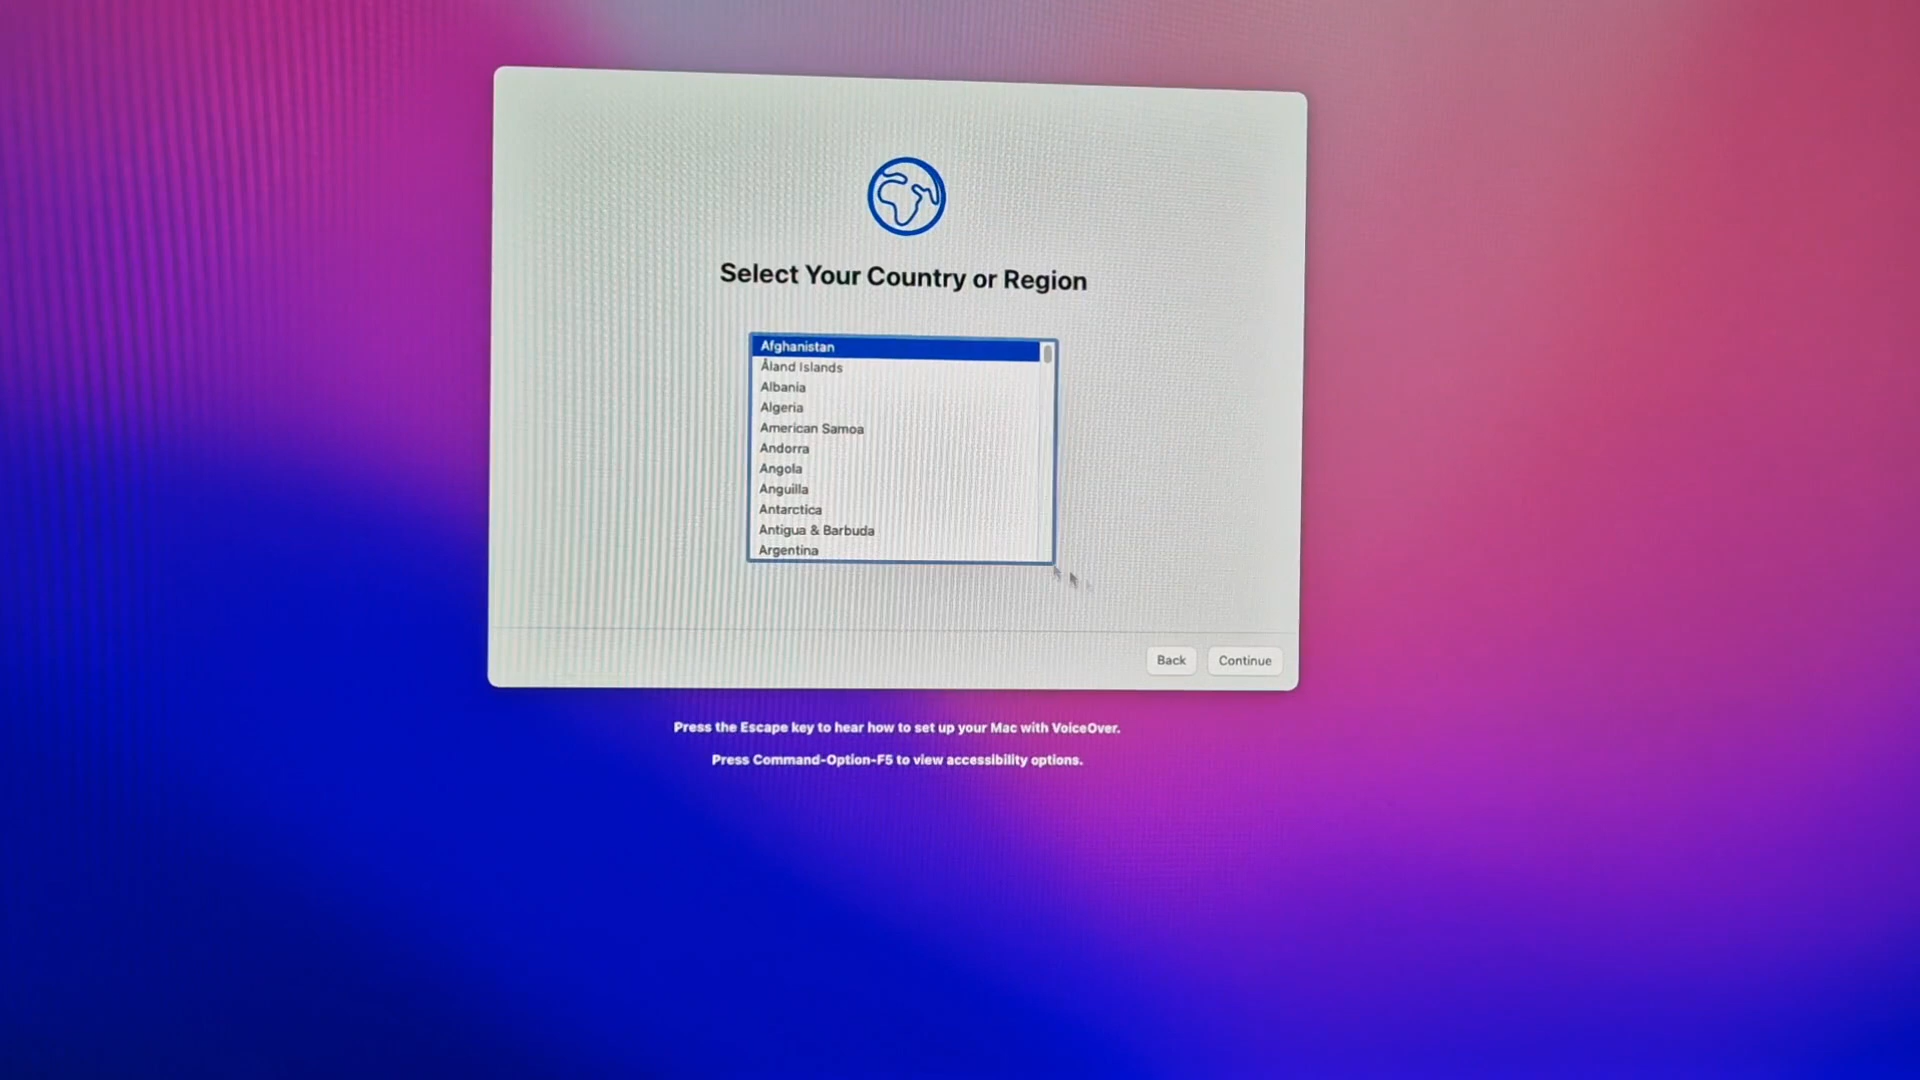 Select Your Country or Region
Afghanistan
Åland Islands
Albania
Algeria
American Samoa
Andorra
Angola
Anguilla
Antarctica
Antigua & Barbuda
Argentina
Back
Continue
Press the Escape key to hear how to set up your Mac with VoiceOver.
Press Command-Option-F5 to view accessibility options.